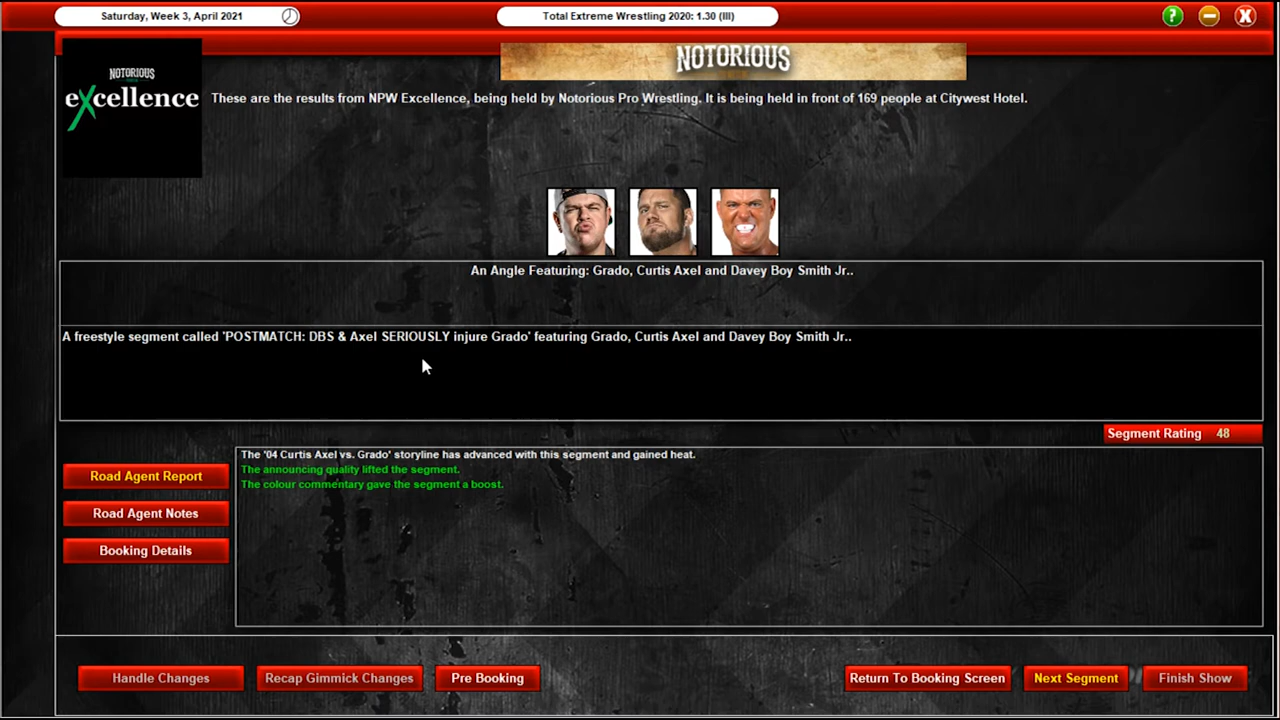 Saturday, Week 3, April 2021
Total Extreme Wrestling 2020: 1.30 (III)
?
X
NOTORIOUS
NOTORIOUS
eXcellence
These are the results from NPW Excellence, being held by Notorious Pro Wrestling. It is being held in front of 169 people at Citywest Hotel.
An Angle Featuring: Grado, Curtis Axel and Davey Boy Smith Jr..
A freestyle segment called 'POSTMATCH: DBS & Axel SERIOUSLY injure Grado' featuring Grado, Curtis Axel and Davey Boy Smith Jr..
Segment Rating 48
The '04 Curtis Axel vs. Grado' storyline has advanced with this segment and gained heat.
The announcing quality lifted the segment.
The colour commentary gave the segment a boost.
Road Agent Report
Road Agent Notes
Booking Details
Handle Changes
Recap Gimmick Changes
Pre Booking
Return To Booking Screen
Next Segment
Finish Show